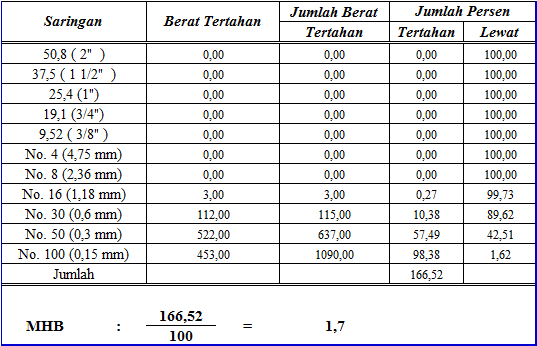 Saringan Berat Tertahan Jumlah Berat Jumlah Persen
Tertahan Tertahan Lewat
50,8 ( 2" ) 0,00 0,00 0,00 100,00
37,5 ( 1 1/2" ) 0,00 0,00 0,00 100,00
25,4 (1") 0,00 0,00 0,00 100,00
19,1 (3/4") 0,00 0,00 0,00 100,00
9,52 ( 3/8" ) 0,00 0,00 0,00 100,00
No. 4 (4,75 mm) 0,00 0,00 0,00 100,00
No. 8 (2,36 mm) 0,00 0,00 0,00 100,00
No. 16 (1,18 mm) 3,00 3,00 0,27 99,73
No. 30 (0,6 mm) 112,00 115,00 10,38 89,62
No. 50 (0,3 mm) 522,00 637,00 57,49 42,51
No. 100 (0,15 mm) 453,00 1090,00 98,38 1,62
Jumlah 166,52
MHB : 166,52 = 1,7
100